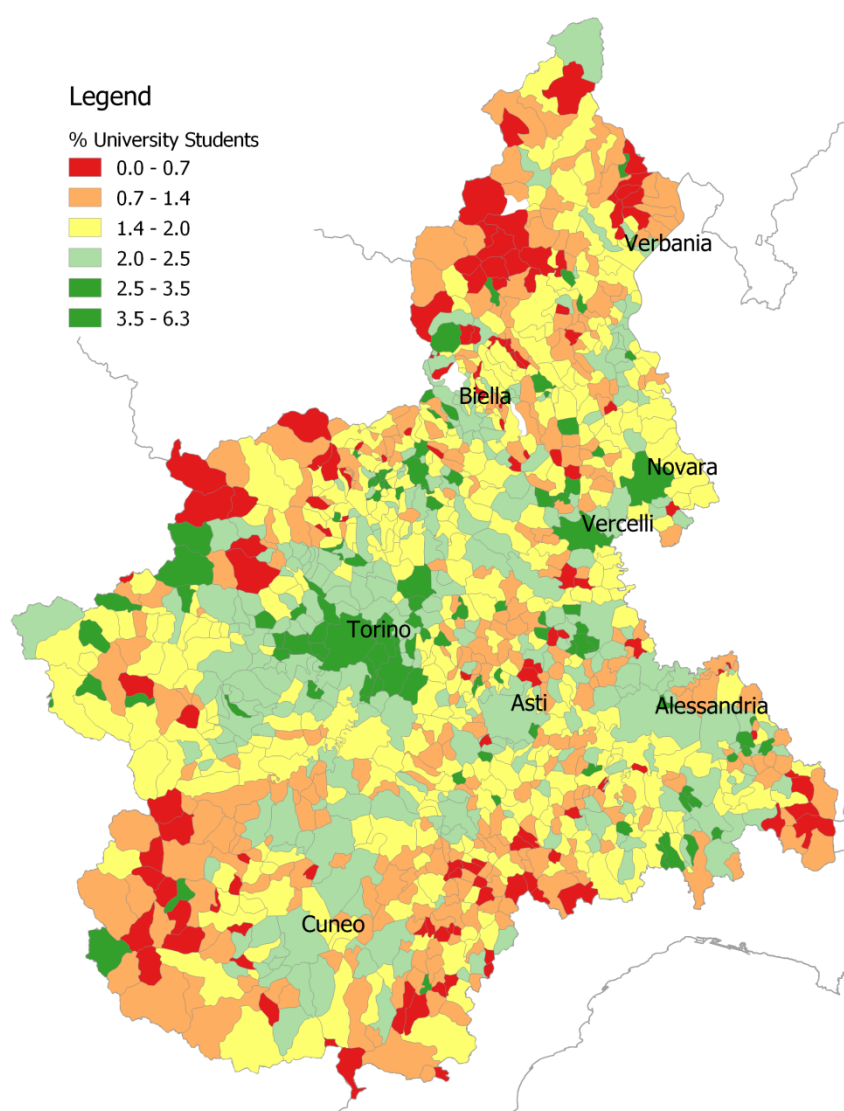 Legend
% University Students
0.0 - 0.7
0.7 - 1.4
1.4 - 2.0
2.0 - 2.5
2.5 - 3.5
3.5 - 6.3
Verbania
Biella
Novara
Vercelli
Torino
Asti
Alessandria
Cuneo